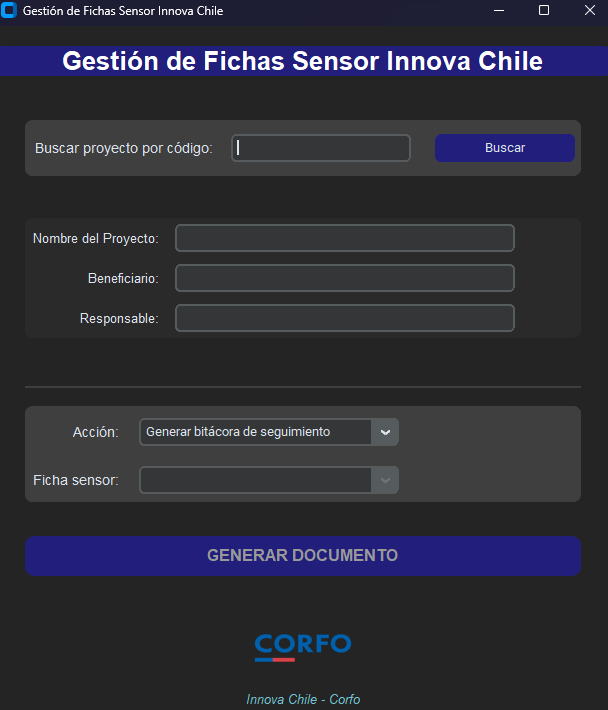 Gestión de Fichas Sensor Innova Chile
Gestión de Fichas Sensor Innova Chile
Buscar proyecto por código:
Buscar
Nombre del Proyecto:
Beneficiario:
Responsable:
Acción:
Generar bitácora de seguimiento
Ficha sensor:
GENERAR DOCUMENTO
CORFO
Innova Chile - Corfo